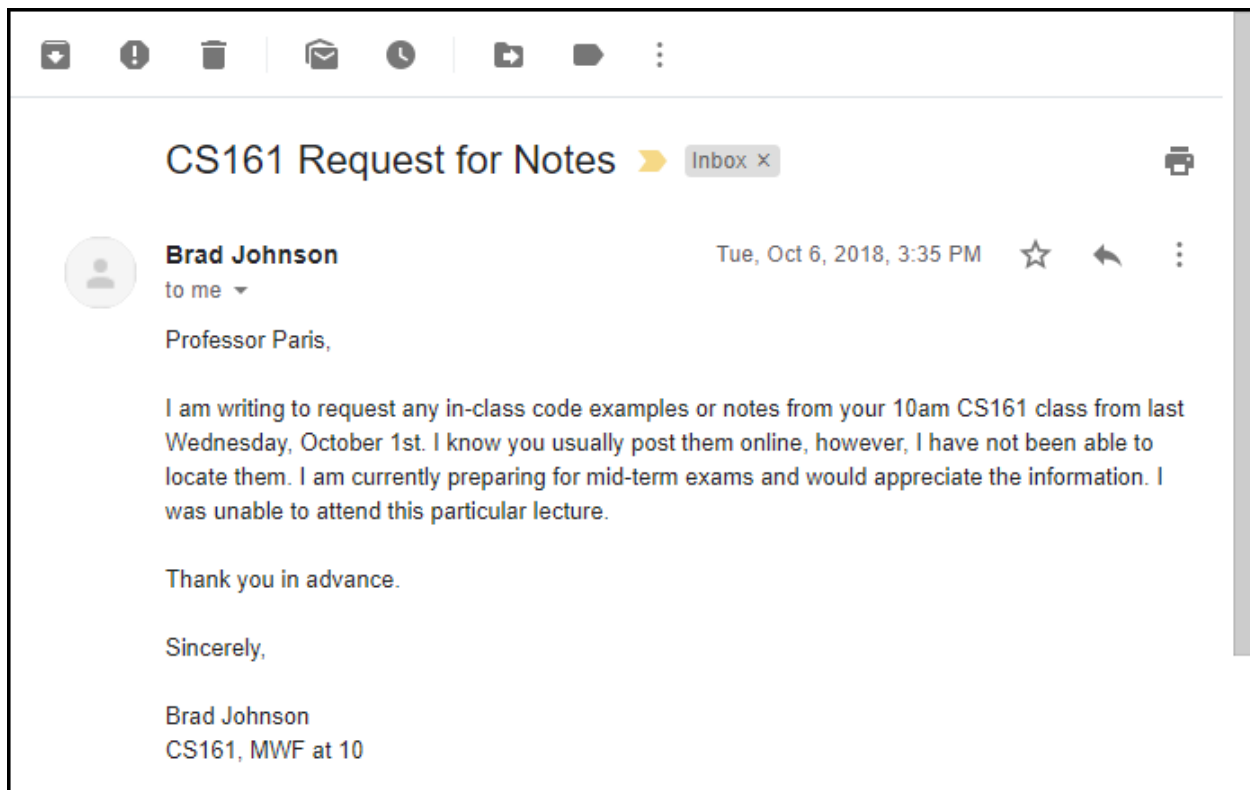 CS161 Request for Notes Inbox ×
Brad Johnson Tue, Oct 6, 2018, 3:35 PM
to me
Professor Paris,
I am writing to request any in-class code examples or notes from your 10am CS161 class from last
Wednesday, October 1st. I know you usually post them online, however, I have not been able to
locate them. I am currently preparing for mid-term exams and would appreciate the information. I
was unable to attend this particular lecture.
Thank you in advance.
Sincerely,
Brad Johnson
CS161, MWF at 10